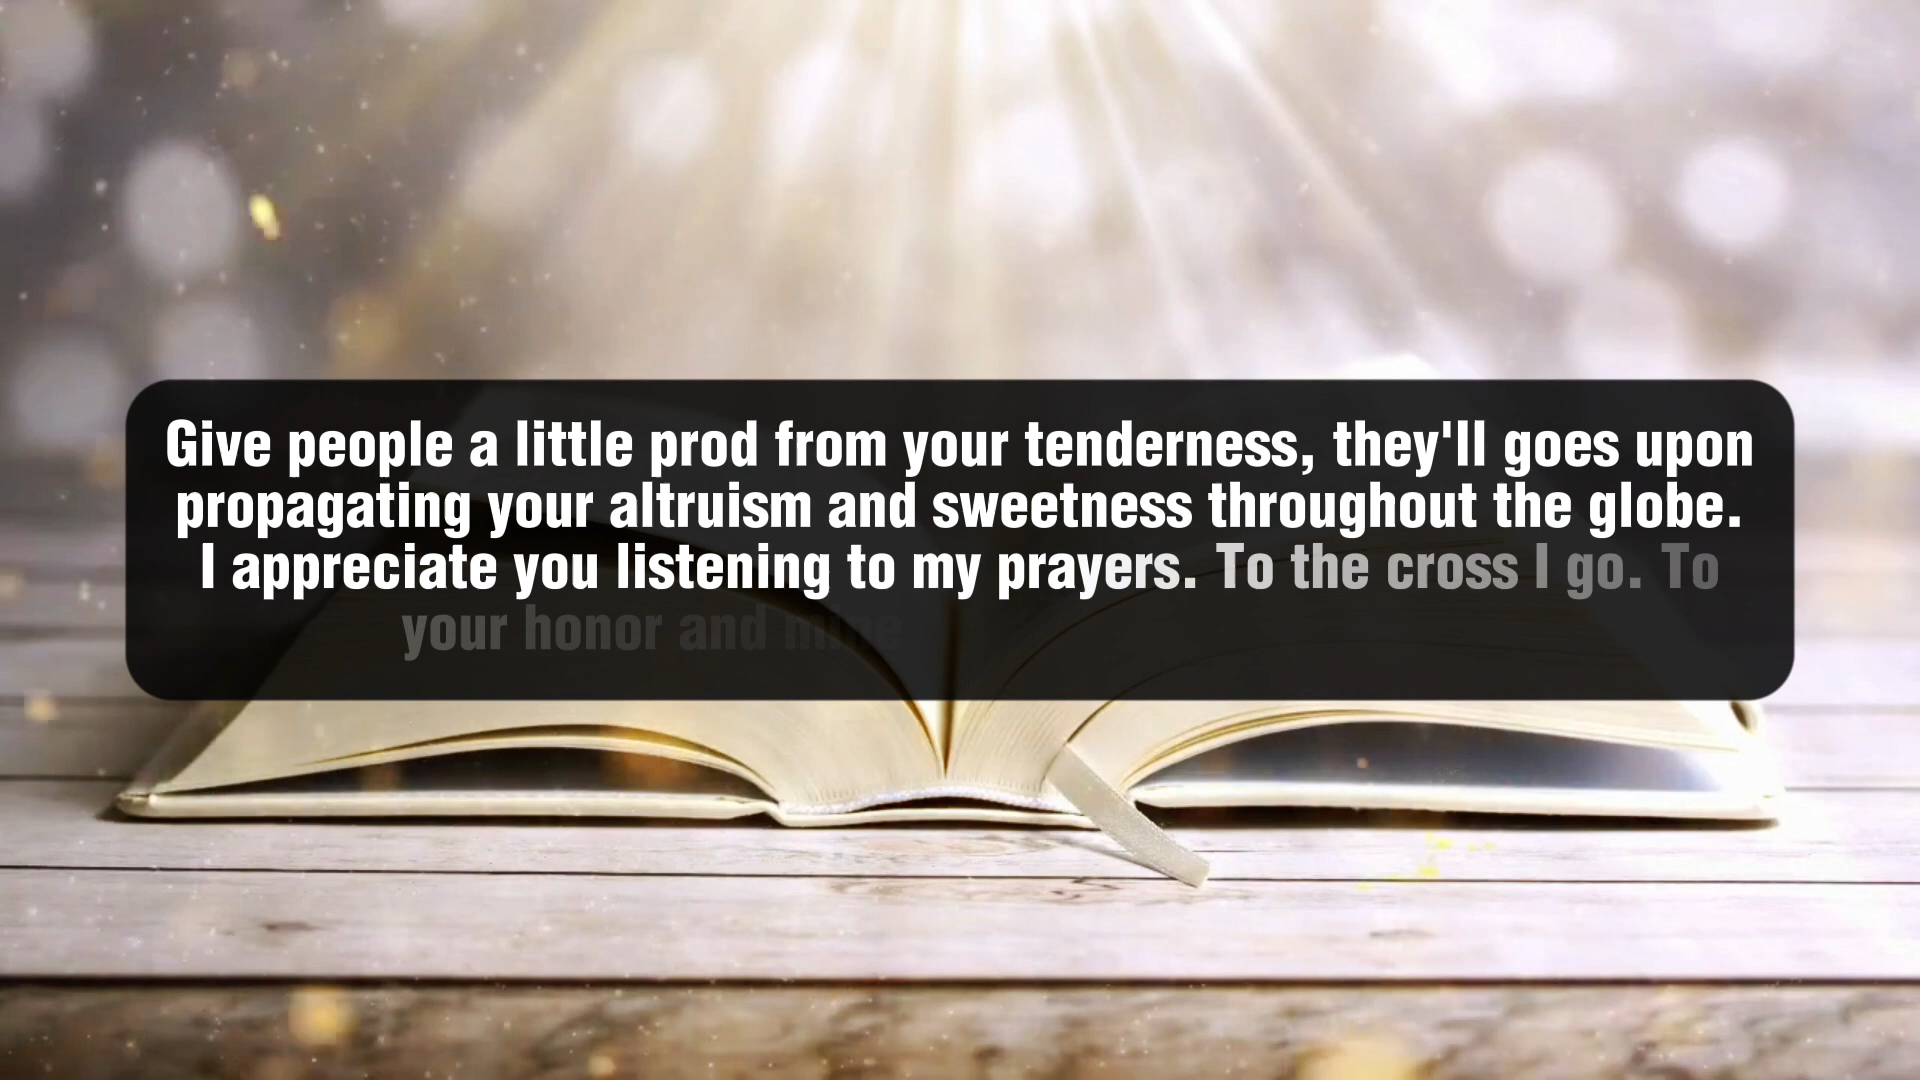 Give people a little prod from your tenderness, they'll goes upon
propagating your altruism and sweetness throughout the globe.
I appreciate you listening to my prayers. To the cross I go. To
your honor and mine